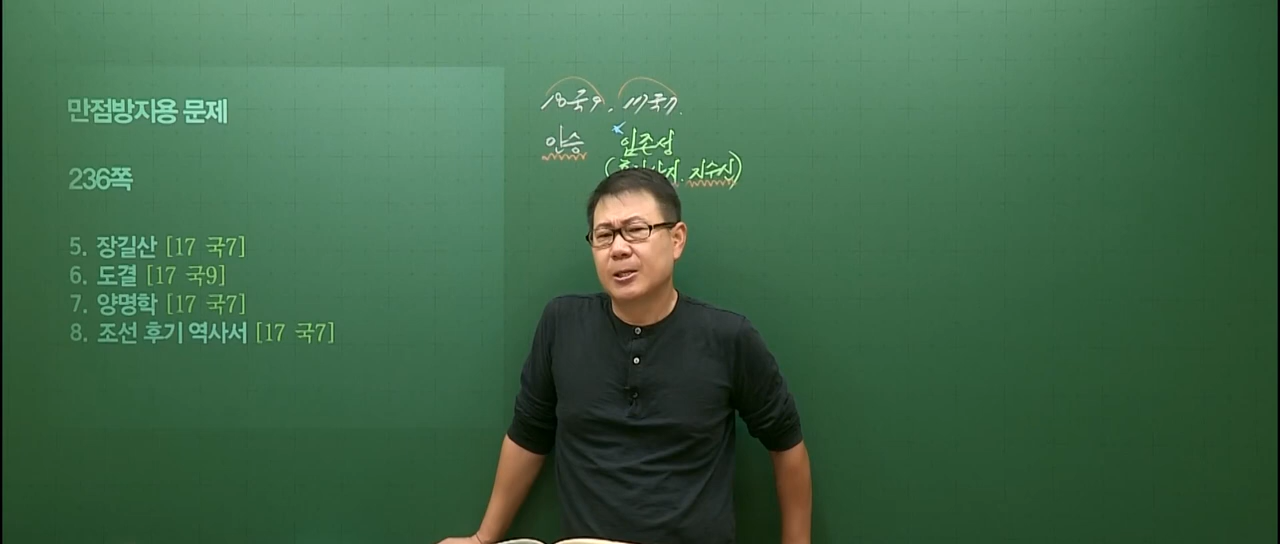 만점방지용 문제
236쪽
5. 장길산 [17 국7]
6. 도결 [17 국9]
7. 양명학 [17 국7]
8. 조선 후기 역사서 [17 국7]
18국9. 17국7.
안승 임존성
지수신)